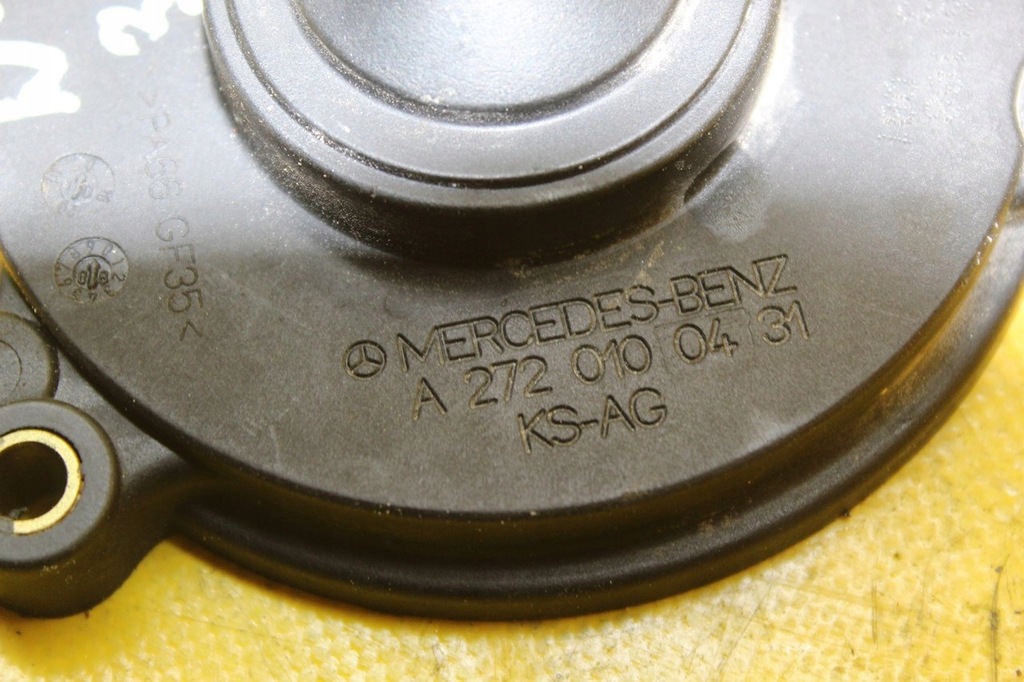 >PA66 GF35<
MERCEDES-BENZ
A 272 010 04 31
KS-AG